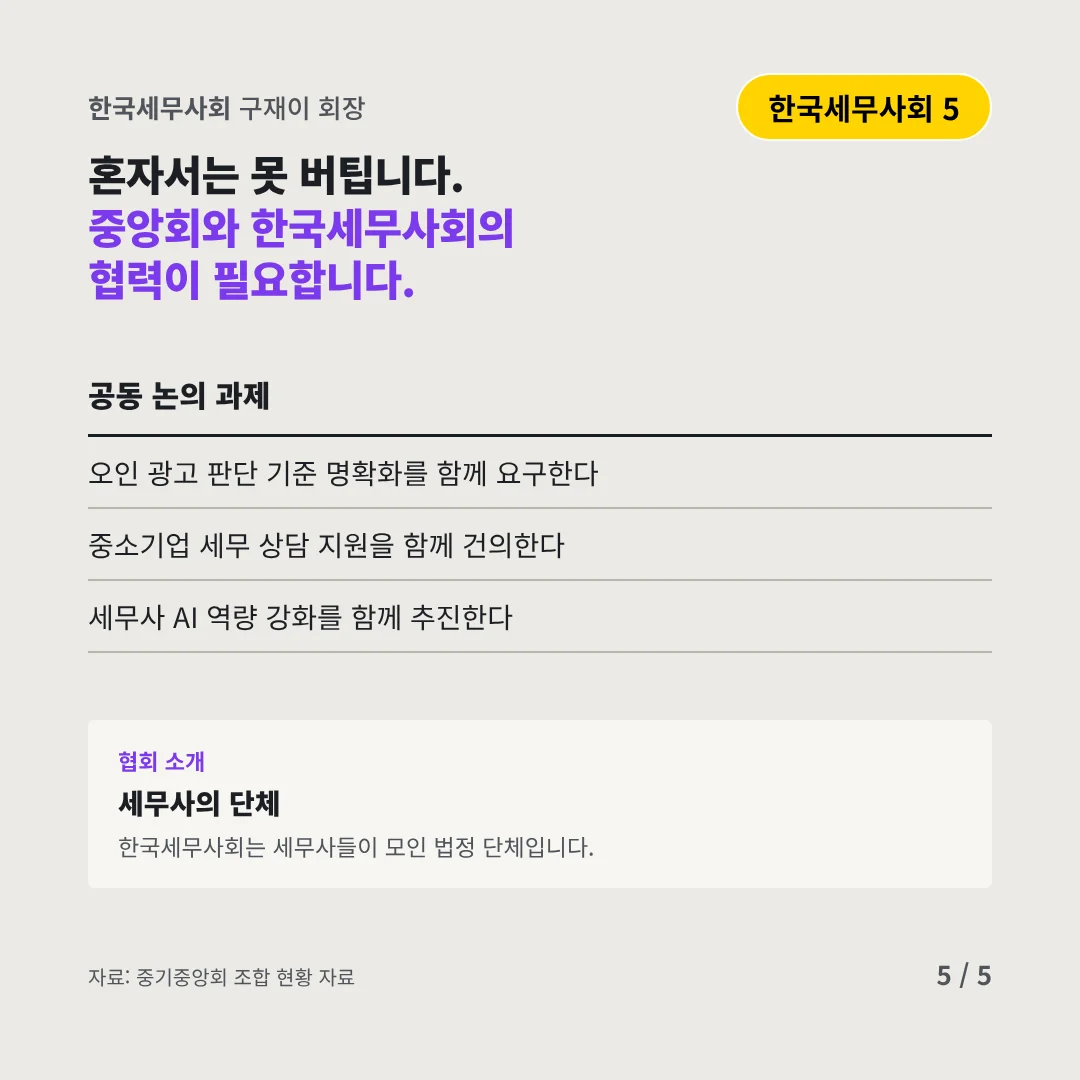 한국세무사회 구재이 회장
한국세무사회 5
혼자서는 못 버팁니다.
중앙회와 한국세무사회의
협력이 필요합니다.
공동 논의 과제
오인 광고 판단 기준 명확화를 함께 요구한다
중소기업 세무 상담 지원을 함께 건의한다
세무사 AI 역량 강화를 함께 추진한다
협회 소개
세무사의 단체
한국세무사회는 세무사들이 모인 법정 단체입니다.
자료: 중기중앙회 조합 현황 자료
5 / 5